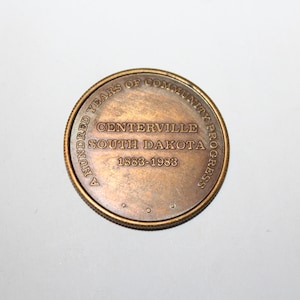 A HUNDRED YEARS OF COMMUNITY PROGRESS
CENTERVILLE
SOUTH DAKOTA
1883-1983